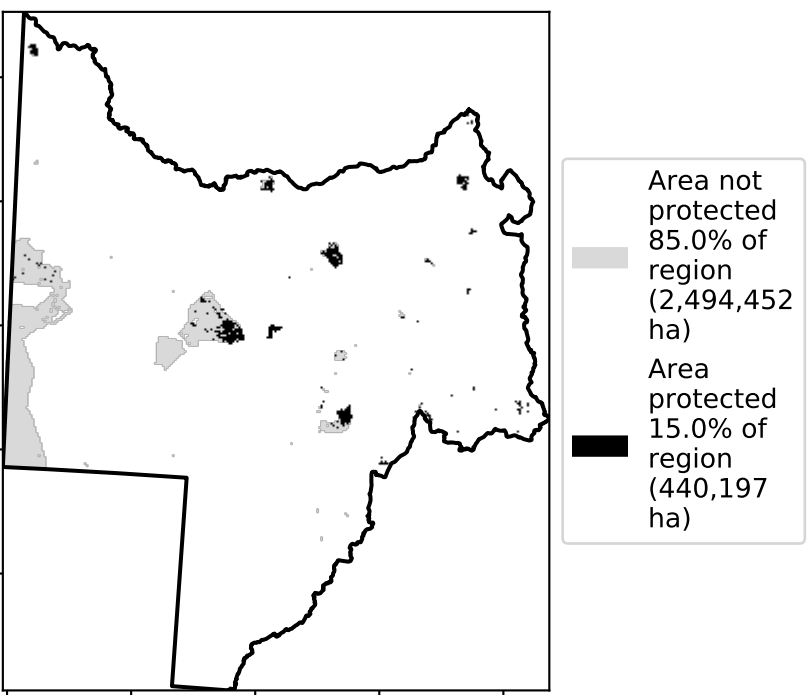 Area not
protected
85.0% of
region
(2,494,452
ha)
Area
protected
15.0% of
region
(440,197
ha)